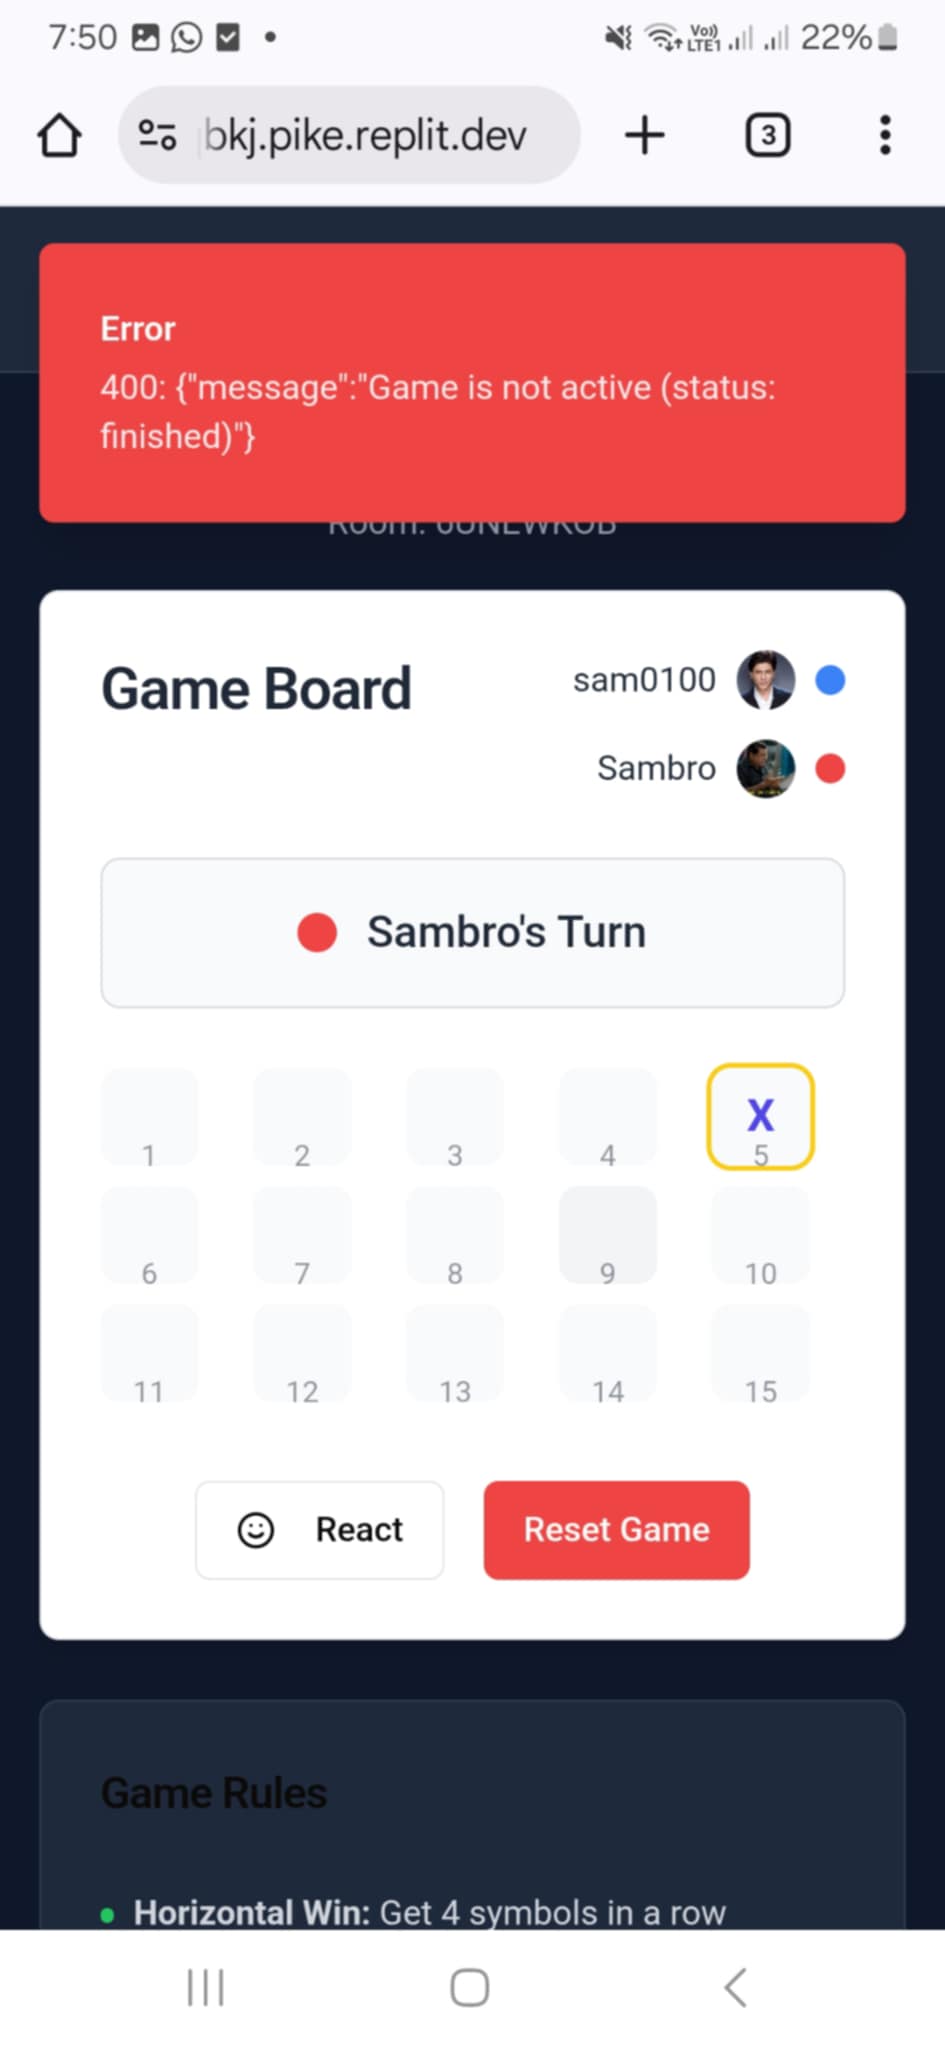 7:50
Vo)) LTE1
22%
bkj.pike.replit.dev
3
Error
400: {"message":"Game is not active (status:
finished)"}
Room:
Game Board
sam0100
Sambro
Sambro's Turn
X
1 2 3 4 5
6 7 8 9 10
11 12 13 14 15
React
Reset Game
Game Rules
Horizontal Win: Get 4 symbols in a row